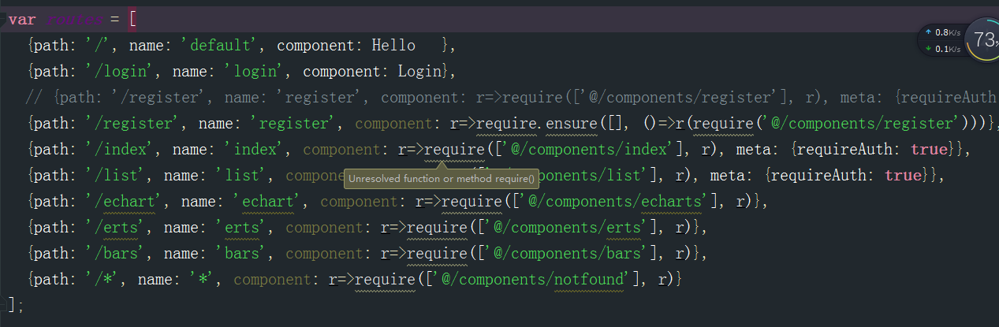 var routes = [
{path: '/', name: 'default', component: Hello   },
{path: '/login', name: 'login', component: Login},
// {path: '/register', name: 'register', component: r=>require(['@/components/register'], r), meta: {requireAuth
{path: '/register', name: 'register', component: r=>require.ensure([], ()=>r(require('@/components/register')))},
{path: '/index', name: 'index', component: r=>require(['@/components/index'], r), meta: {requireAuth: true}},
{path: '/list', name: 'list', compone components/list'], r), meta: {requireAuth: true}},
Unresolved function or method require()
{path: '/echart', name: 'echart', component: r=>require(['@/components/echarts'], r)},
{path: '/erts', name: 'erts', component: r=>require(['@/components/erts'], r)},
{path: '/bars', name: 'bars', component: r=>require(['@/components/bars'], r)},
{path: '/*', name: '*', component: r=>require(['@/components/notfound'], r)}
];
↑ 0.8K/s
↓ 0.1K/s
73%